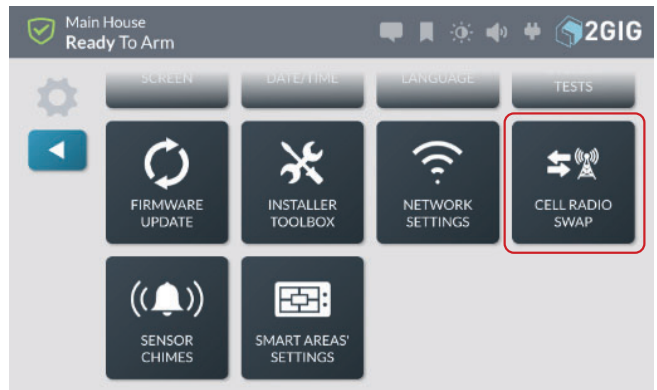 Main House
Ready To Arm
2GIG
SCREEN
DATE/TIME
LANGUAGE
TESTS
FIRMWARE
UPDATE
INSTALLER
TOOLBOX
NETWORK
SETTINGS
CELL RADIO
SWAP
SENSOR
CHIMES
SMART AREAS'
SETTINGS